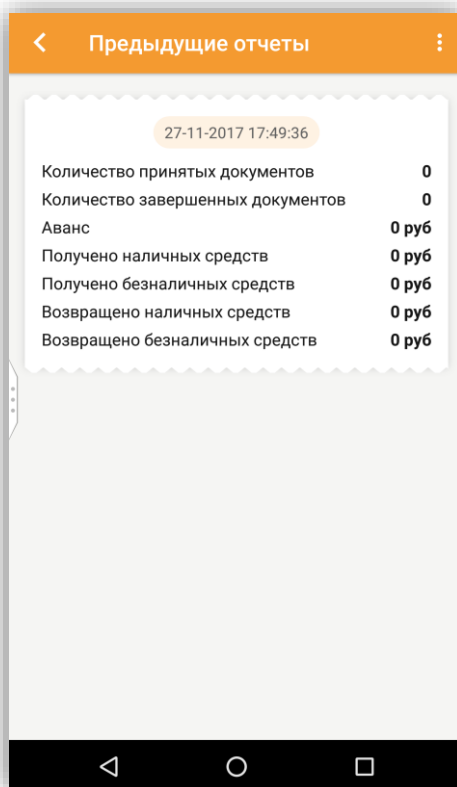 Предыдущие отчеты
27-11-2017 17:49:36
Количество принятых документов 0
Количество завершенных документов 0
Аванс 0 руб
Получено наличных средств 0 руб
Получено безналичных средств 0 руб
Возвращено наличных средств 0 руб
Возвращено безналичных средств 0 руб